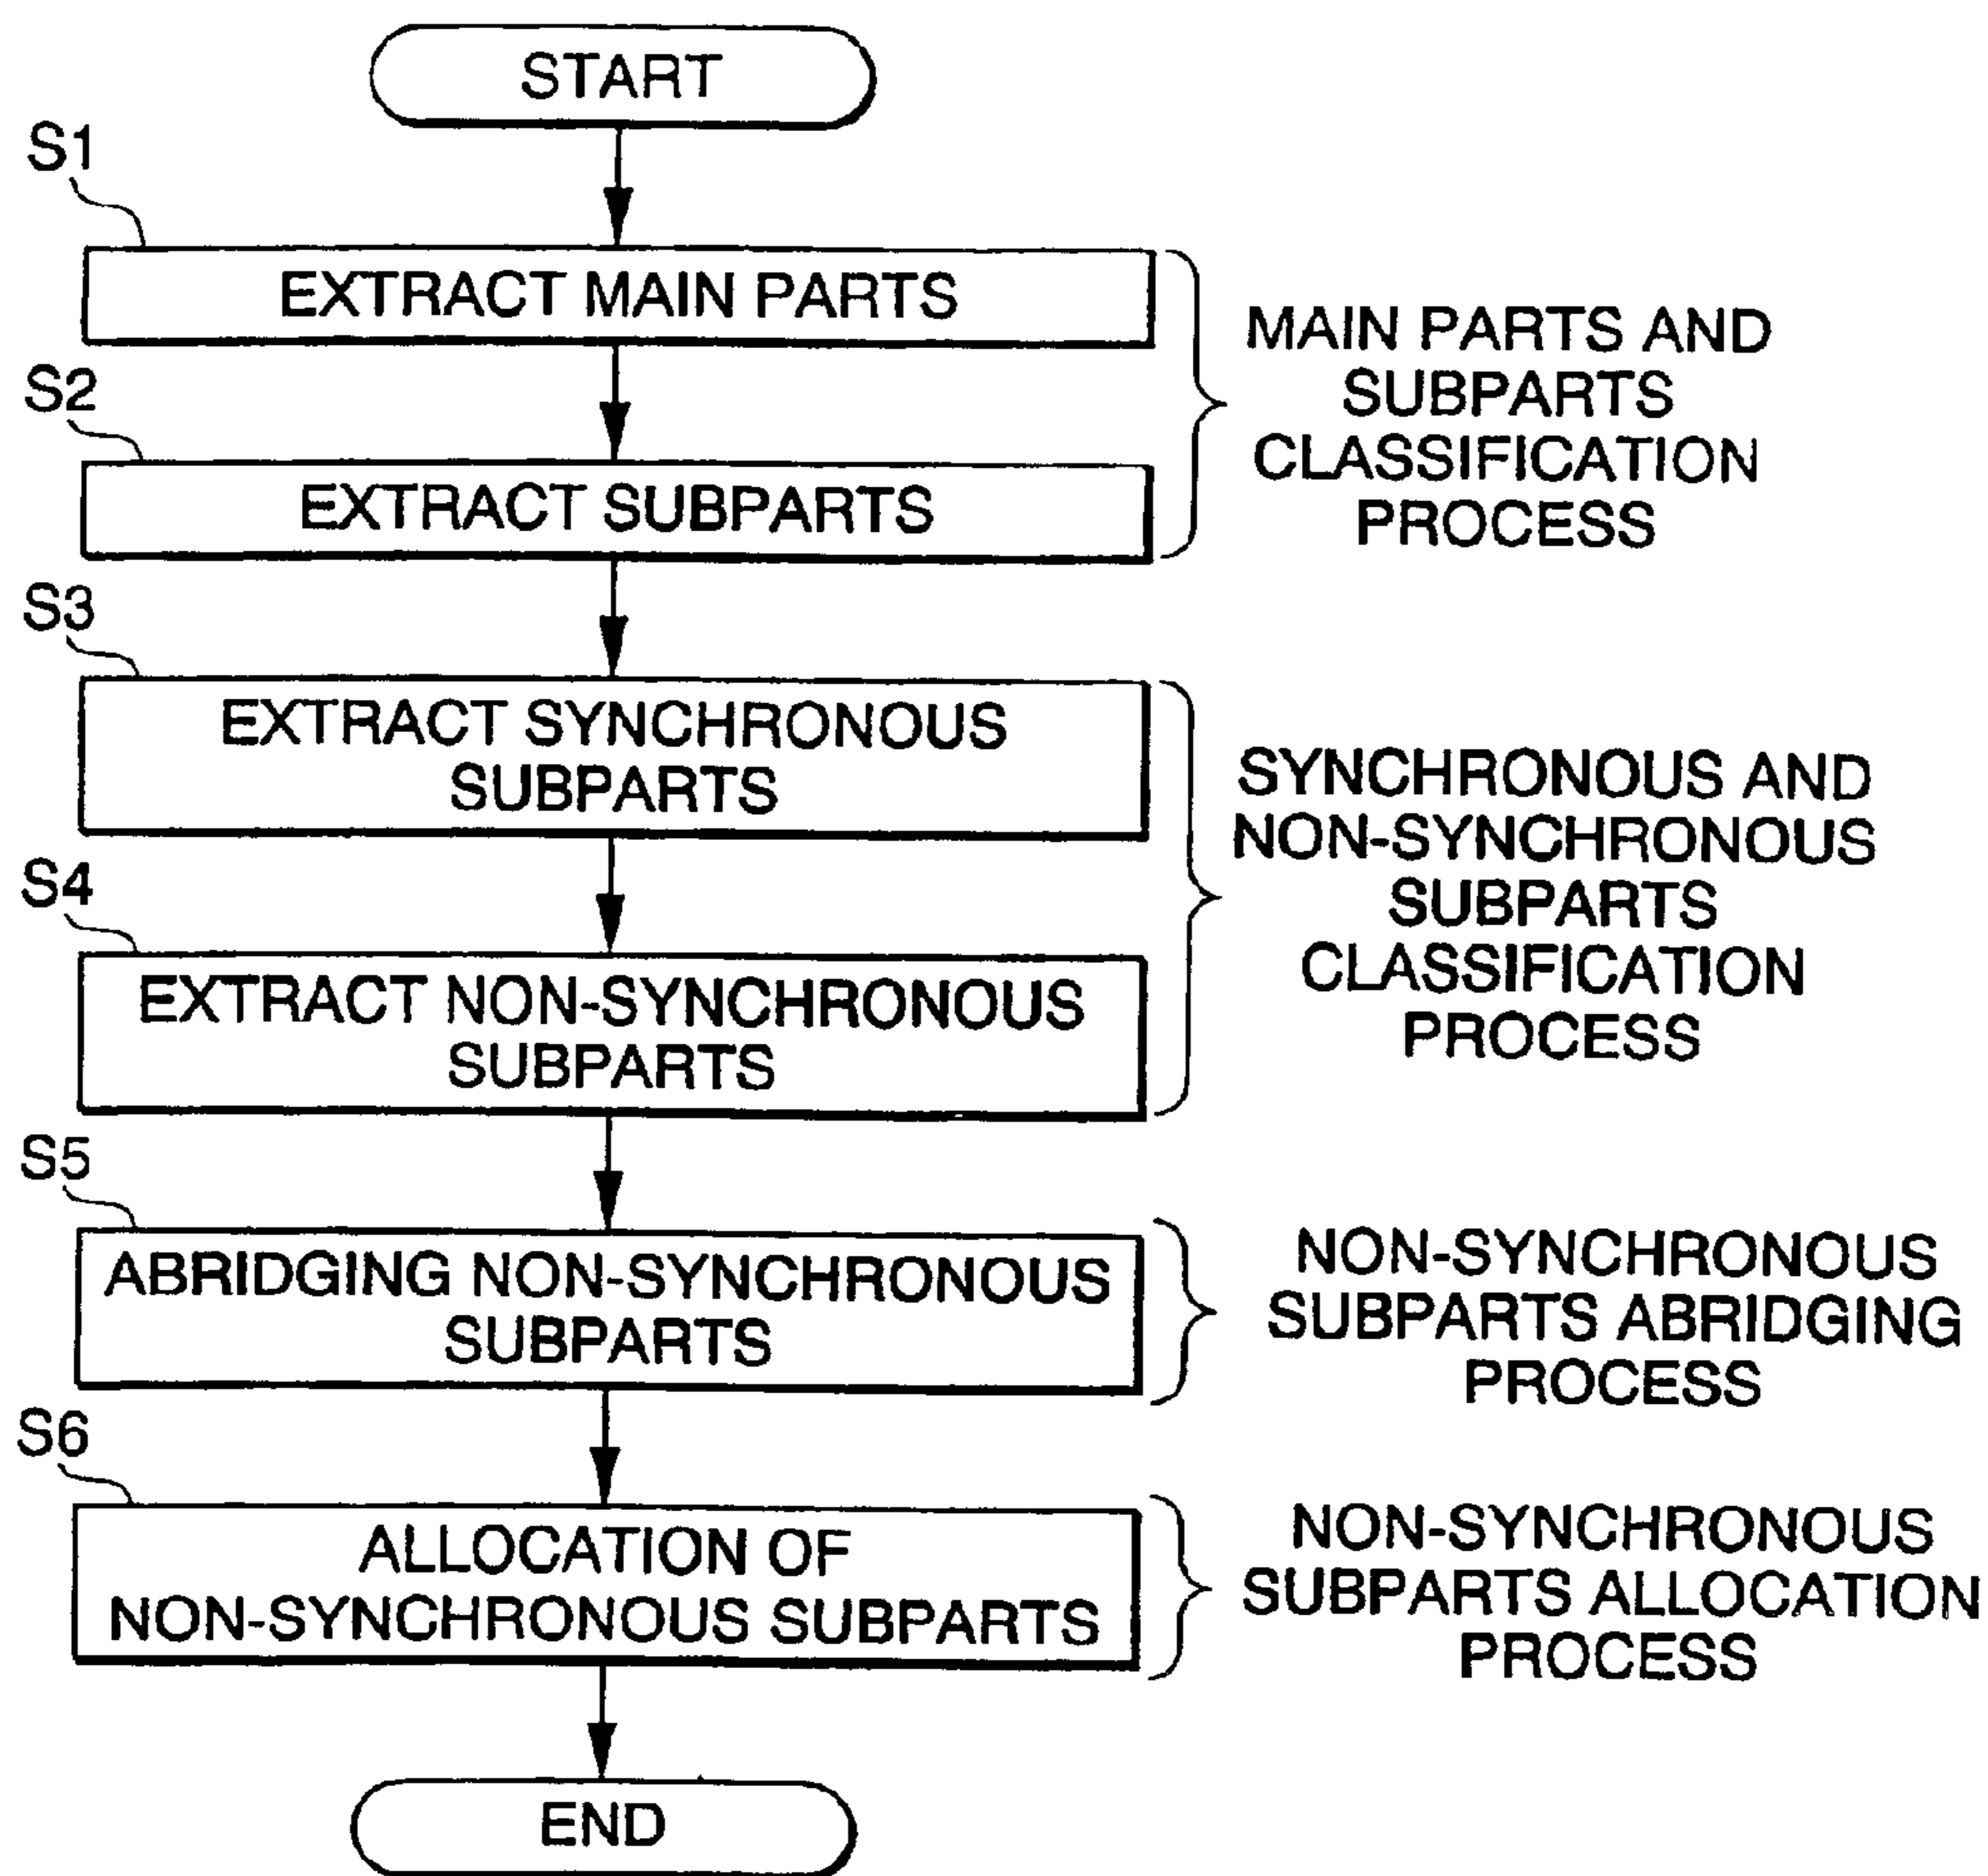 START
S1
EXTRACT MAIN PARTS
MAIN PARTS AND
SUBPARTS
CLASSIFICATION
PROCESS
S2
EXTRACT SUBPARTS
S3
EXTRACT SYNCHRONOUS
SUBPARTS
SYNCHRONOUS AND
NON-SYNCHRONOUS
SUBPARTS
CLASSIFICATION
PROCESS
S4
EXTRACT NON-SYNCHRONOUS
SUBPARTS
S5
ABRIDGING NON-SYNCHRONOUS
SUBPARTS
NON-SYNCHRONOUS
SUBPARTS ABRIDGING
PROCESS
S6
ALLOCATION OF
NON-SYNCHRONOUS SUBPARTS
NON-SYNCHRONOUS
SUBPARTS ALLOCATION
PROCESS
END